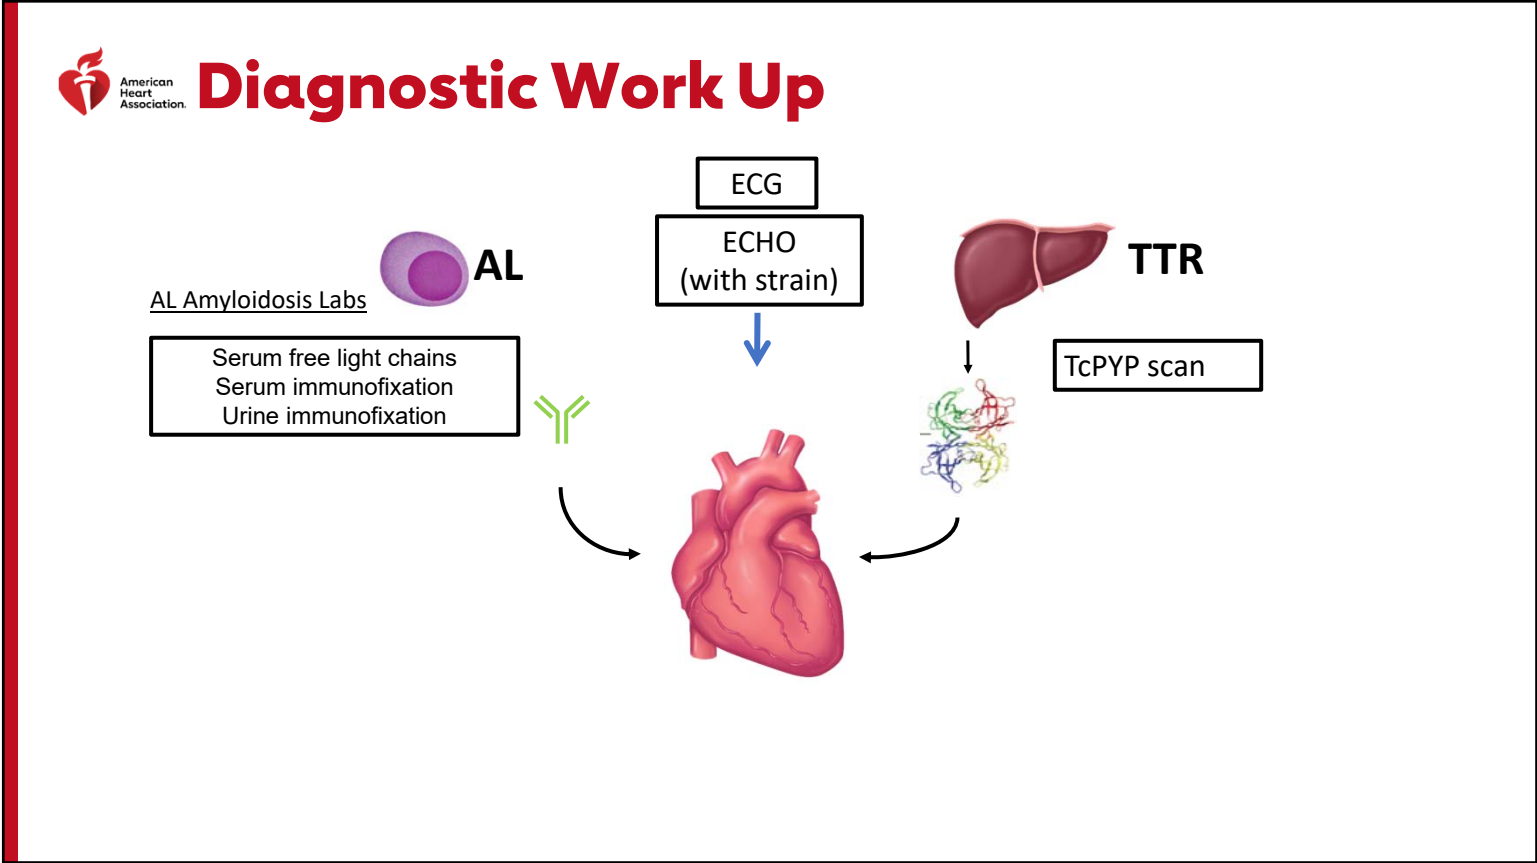 American
Heart
Association.
Diagnostic Work Up
ECG
ECHO
(with strain)
AL
AL Amyloidosis Labs
Serum free light chains
Serum immunofixation
Urine immunofixation
TTR
TcPYP scan